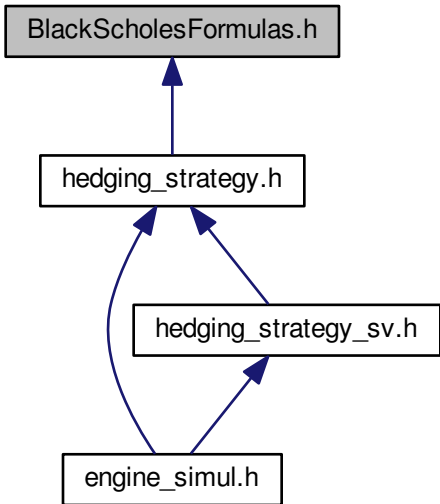 BlackScholesFormulas.h
hedging_strategy.h
hedging_strategy_sv.h
engine_simul.h